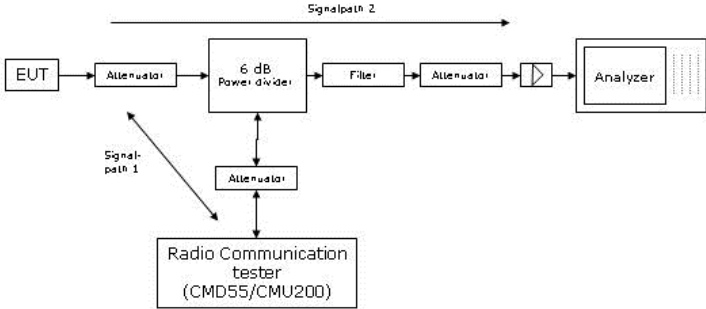 Signalpath 2
EUT
Attenuator
6 dB
Power divider
Filter
Attenuator
Analyzer
Signal-
path 1
Attenuator
Radio Communication
tester
(CMD55/CMU200)